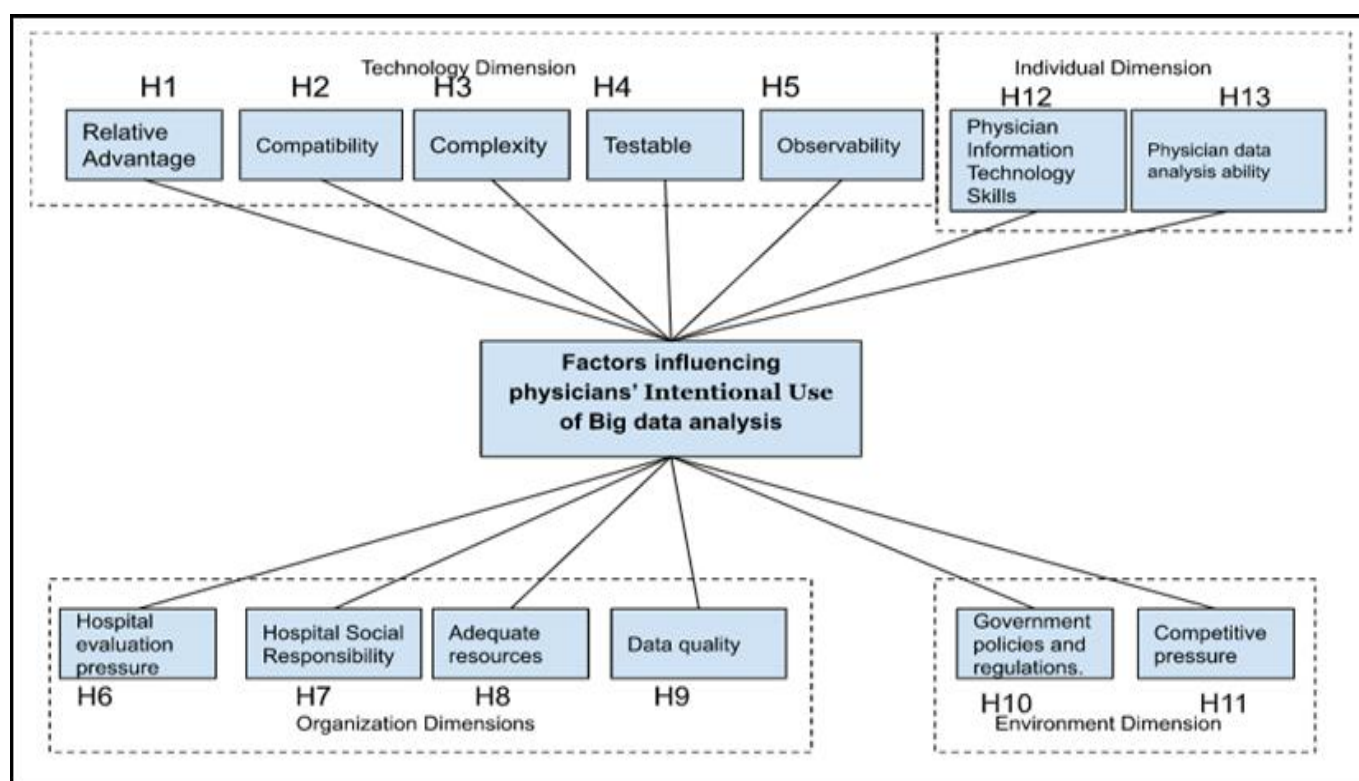 Technology Dimension
H1
H2
H3
H4
H5
Relative
Advantage
Compatibility
Complexity
Testable
Observability
Individual Dimension
H12
H13
Physician
Information
Technology
Skills
Physician data
analysis ability
Factors influencing
physicians' Intentional Use
of Big data analysis
Hospital
evaluation
pressure
Hospital Social
Responsibility
Adequate
resources
Data quality
H6
H7
H8
H9
Organization Dimensions
Government
policies and
regulations.
Competitive
pressure
H10
H11
Environment Dimension